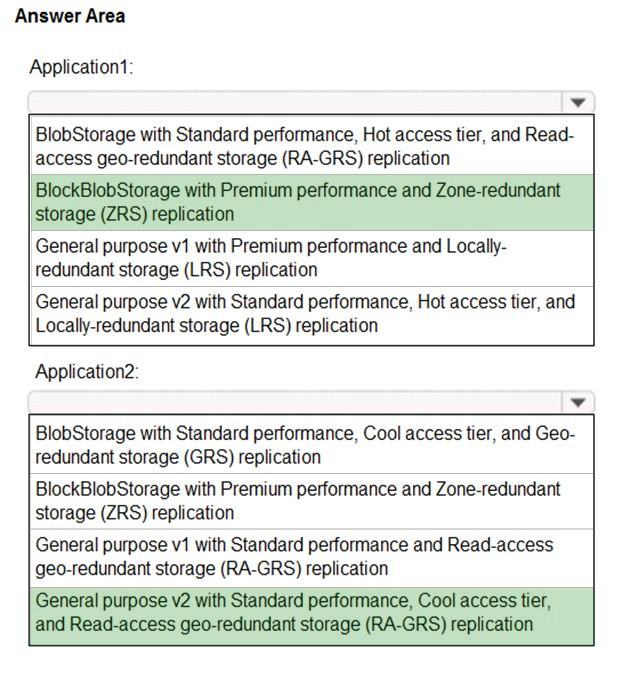 Answer Area
Application1:
BlobStorage with Standard performance, Hot access tier, and Read-
access geo-redundant storage (RA-GRS) replication
BlockBlobStorage with Premium performance and Zone-redundant
storage (ZRS) replication
General purpose v1 with Premium performance and Locally-
redundant storage (LRS) replication
General purpose v2 with Standard performance, Hot access tier, and
Locally-redundant storage (LRS) replication
Application2:
BlobStorage with Standard performance, Cool access tier, and Geo-
redundant storage (GRS) replication
BlockBlobStorage with Premium performance and Zone-redundant
storage (ZRS) replication
General purpose v1 with Standard performance and Read-access
geo-redundant storage (RA-GRS) replication
General purpose v2 with Standard performance, Cool access tier,
and Read-access geo-redundant storage (RA-GRS) replication